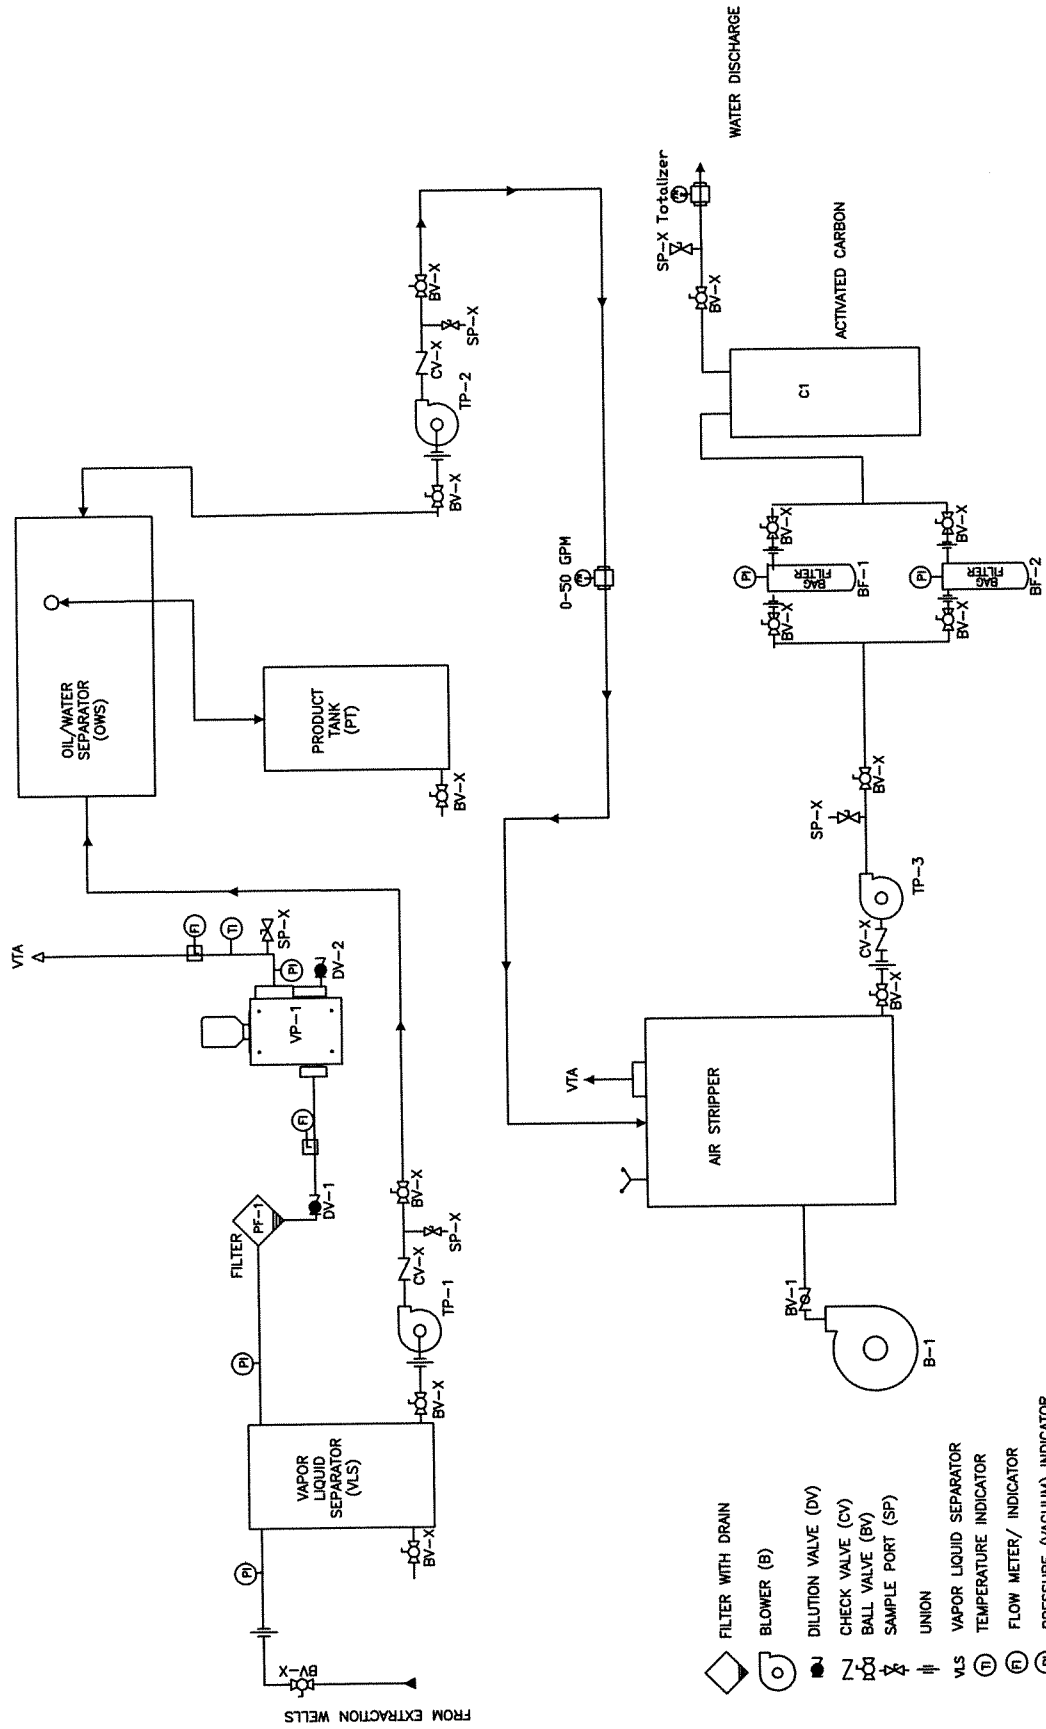 FROM EXTRACTION WELLS
BV-X
PI
VAPOR
LIQUID
SEPARATOR
(VLS)
BV-X
BV-X
PI
TP-1
CV-X
SP-X
BV-X
FILTER
PF-1
DV-1
FI
VP-1
DV-2
PI
SP-X
TI
FI
VTA
OIL/WATER
SEPARATOR
(OWS)
PRODUCT
TANK
(PT)
BV-X
BV-X
TP-2
CV-X
SP-X
BV-X
0-50 GPM
B-1
BV-1
AIR STRIPPER
VTA
BV-X
CV-X
TP-3
SP-X
BV-X
BV-X
BAG
FILTER
BF-1
PI
BV-X
BV-X
BAG
FILTER
BF-2
PI
BV-X
C1
ACTIVATED CARBON
BV-X
SP-X Totalizer
WATER DISCHARGE
FILTER WITH DRAIN
BLOWER (B)
DILUTION VALVE (DV)
CHECK VALVE (CV)
BALL VALVE (BV)
SAMPLE PORT (SP)
UNION
VLS VAPOR LIQUID SEPARATOR
TI TEMPERATURE INDICATOR
FI FLOW METER/ INDICATOR
PI PRESSURE (VACUUM) INDICATOR